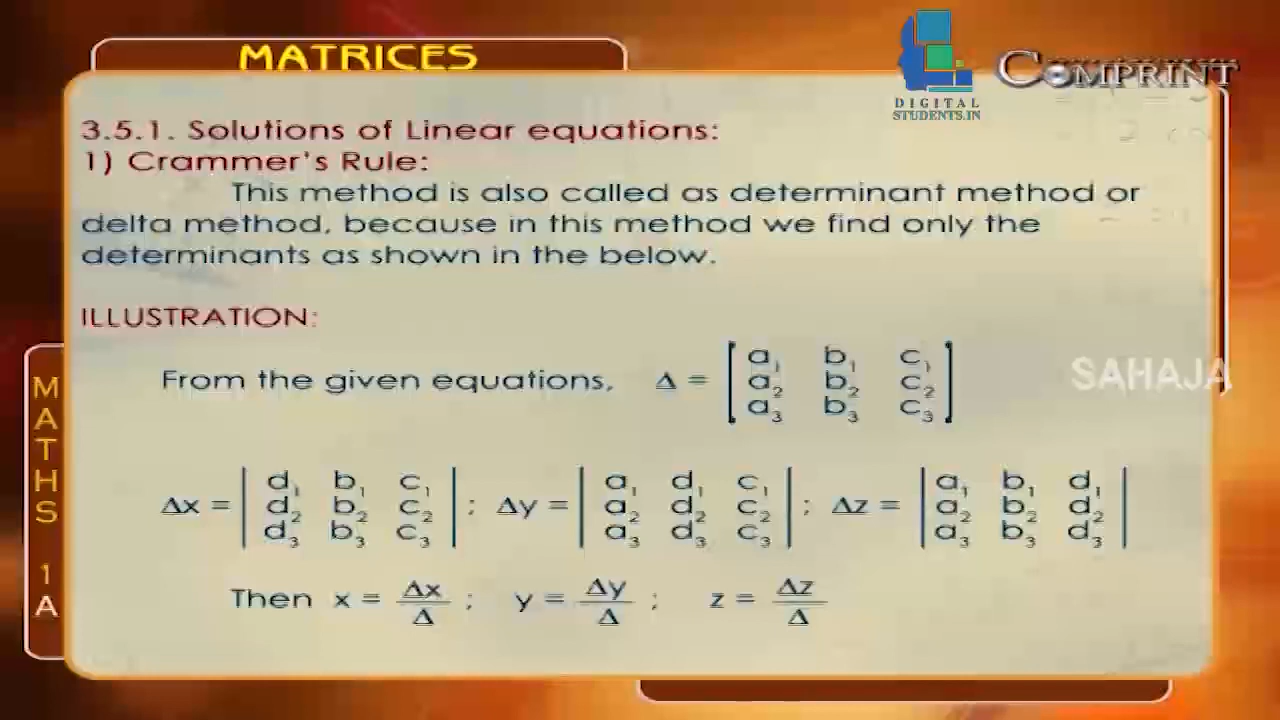 MATRICES
DIGITAL
STUDENTS.IN
COMPRINT
3.5.1. Solutions of Linear equations:
1) Crammer's Rule:
This method is also called as determinant method or
delta method, because in this method we find only the
determinants as shown in the below.
ILLUSTRATION:
From the given equations, Δ = [ a₁ b₁ c₁
a₂ b₂ c₂
a₃ b₃ c₃ ]
SAHAJA
Δx = | d₁ b₁ c₁ | ; Δy = | a₁ d₁ c₁ | ; Δz = | a₁ b₁ d₁ |
| d₂ b₂ c₂ | | a₂ d₂ c₂ | | a₂ b₂ d₂ |
| d₃ b₃ c₃ | | a₃ d₃ c₃ | | a₃ b₃ d₃ |
Then x = Δx/Δ ; y = Δy/Δ ; z = Δz/Δ
MATHS 1A